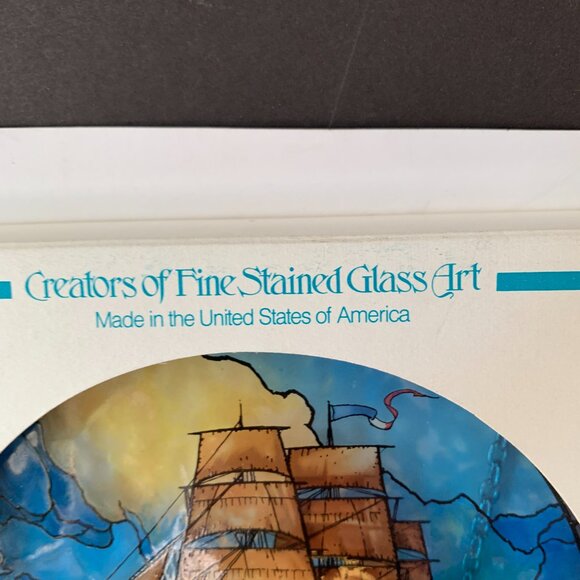 Creators of Fine Stained Glass Art
Made in the United States of America